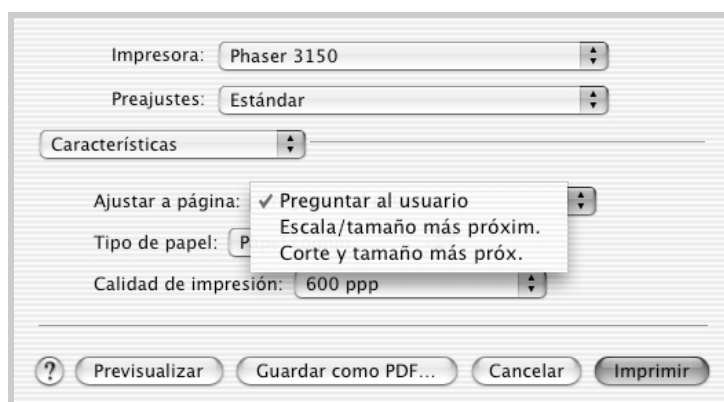 Impresora: Phaser 3150
Preajustes: Estándar
Características
Ajustar a página: ✓ Preguntar al usuario
Escala/tamaño más próxim.
Tipo de papel:
Corte y tamaño más próx.
Calidad de impresión: 600 ppp
? Previsualizar Guardar como PDF... Cancelar Imprimir